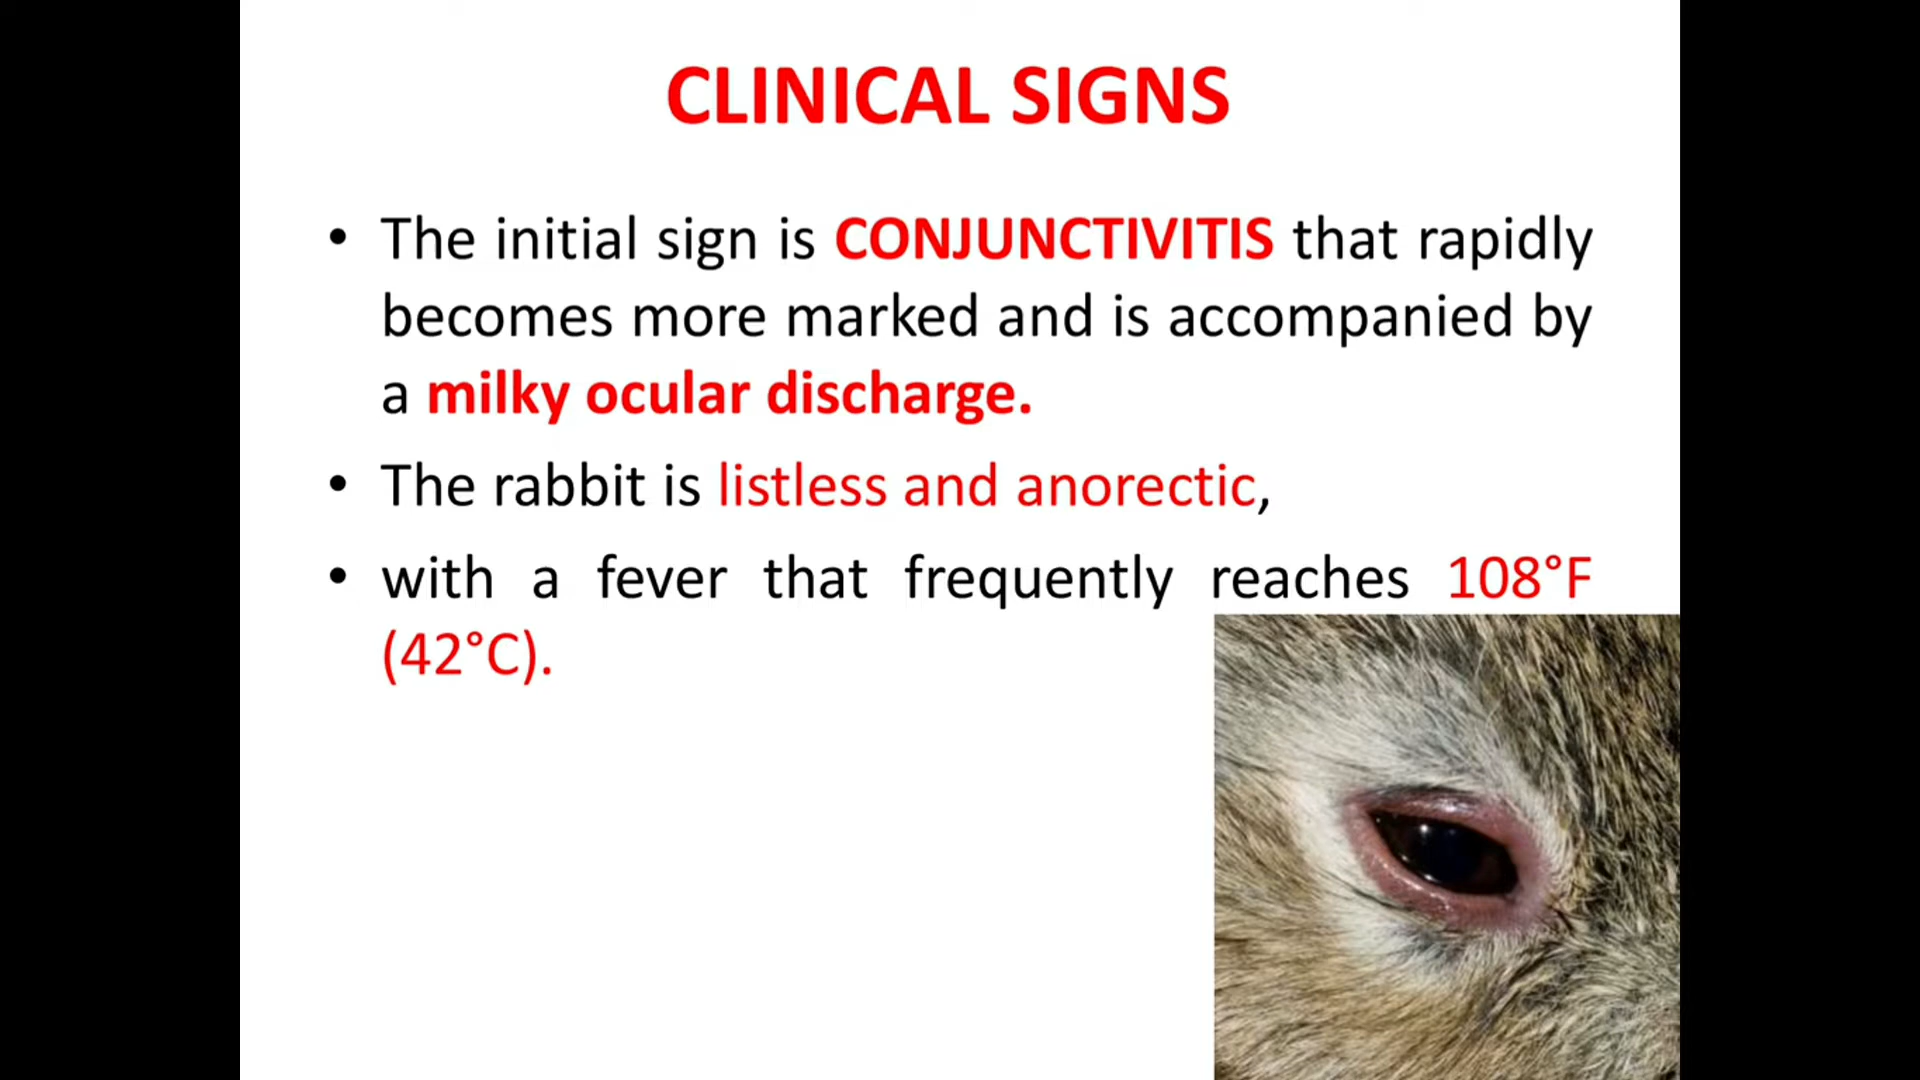 CLINICAL SIGNS
• The initial sign is CONJUNCTIVITIS that rapidly
becomes more marked and is accompanied by
a milky ocular discharge.
• The rabbit is listless and anorectic,
• with a fever that frequently reaches 108°F
(42°C).